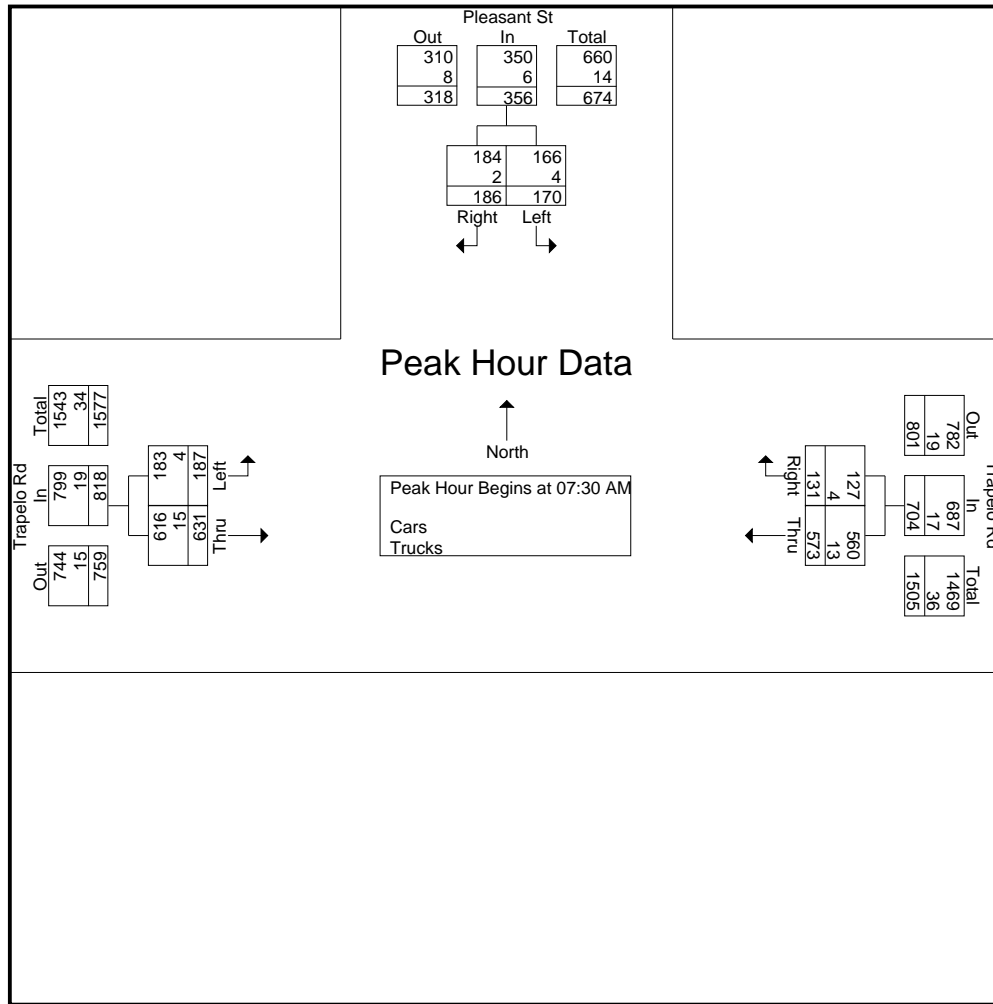 Pleasant St
Out In Total
310 350 660
8 6 14
318 356 674
184 166
2 4
186 170
Right Left
Peak Hour Data
North
Peak Hour Begins at 07:30 AM
Cars
Trucks
Trapelo Rd
Out In Total
744 799 1543
15 19 34
759 818 1577
Thru Left
616 183
15 4
631 187
Trapelo Rd
Out In Total
782 687 1469
19 17 36
801 704 1505
Right Thru
127 560
4 13
131 573